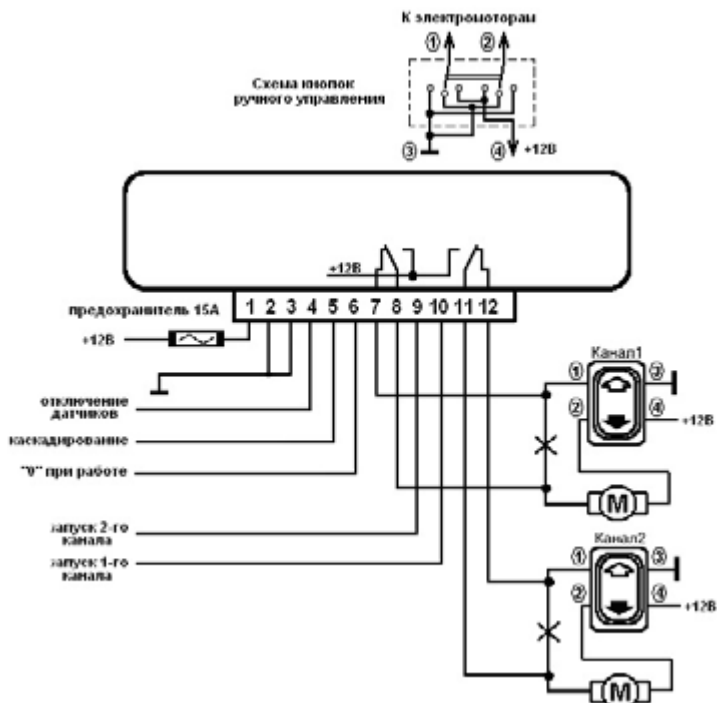 К электромоторам
① ②
Схема кнопок
ручного управления
③ ④ +12В
+12В
предохранитель 15А
1 2 3 4 5 6 7 8 9 10 11 12
+12В
отключение
датчиков
каскадирование
"0" при работе
запуск 2-го
канала
запуск 1-го
канала
Канал1
① ③
② ④
+12В
M
Канал2
① ③
② ④
+12В
M